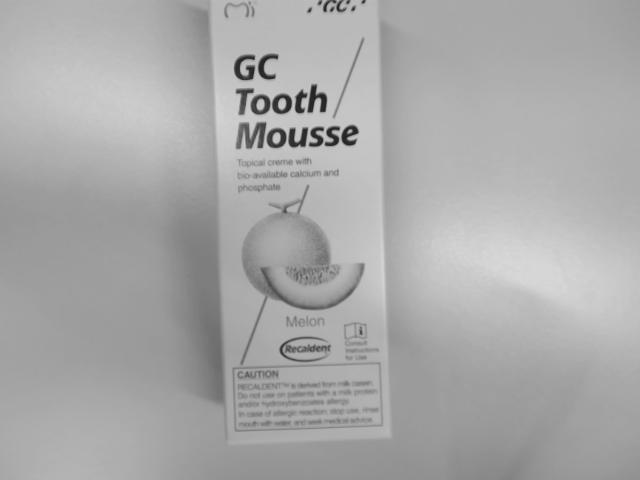 Mi
GC
GC
Tooth
Mousse
Topical creme with
bio-available calcium and
phosphate
Melon
Recaldent
Consult
Instructions
for Use
CAUTION
RECALDENT™ is derived from milk casein.
Do not use on patients with a milk protein
and/or hydroxybenzoates allergy.
In case of allergic reaction, stop use, rinse
mouth with water, and seek medical advice.